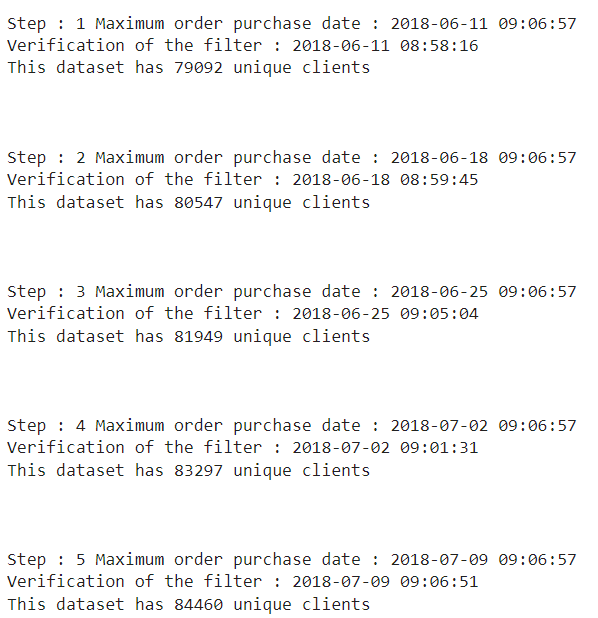 Step : 1 Maximum order purchase date : 2018-06-11 09:06:57
Verification of the filter : 2018-06-11 08:58:16
This dataset has 79092 unique clients
Step : 2 Maximum order purchase date : 2018-06-18 09:06:57
Verification of the filter : 2018-06-18 08:59:45
This dataset has 80547 unique clients
Step : 3 Maximum order purchase date : 2018-06-25 09:06:57
Verification of the filter : 2018-06-25 09:05:04
This dataset has 81949 unique clients
Step : 4 Maximum order purchase date : 2018-07-02 09:06:57
Verification of the filter : 2018-07-02 09:01:31
This dataset has 83297 unique clients
Step : 5 Maximum order purchase date : 2018-07-09 09:06:57
Verification of the filter : 2018-07-09 09:06:51
This dataset has 84460 unique clients